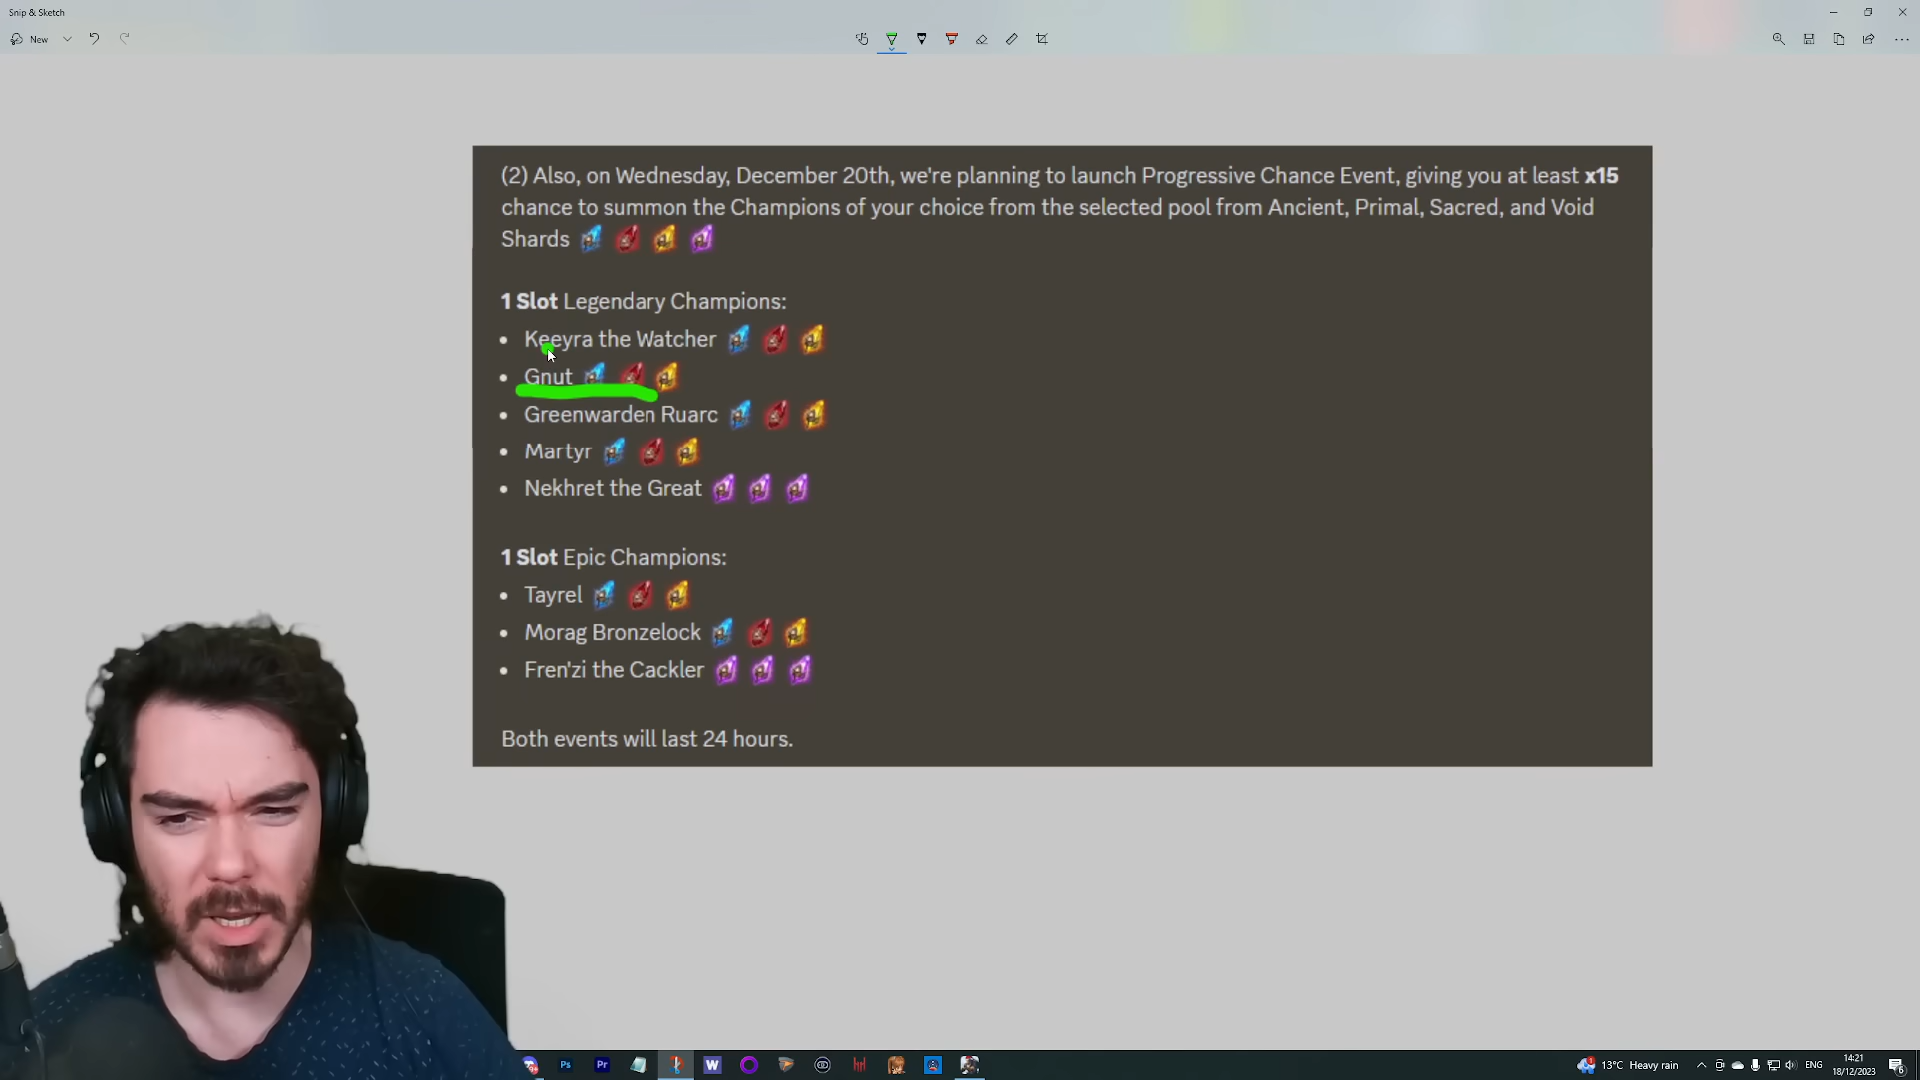 Snip & Sketch
New
(2) Also, on Wednesday, December 20th, we're planning to launch Progressive Chance Event, giving you at least x15
chance to summon the Champions of your choice from the selected pool from Ancient, Primal, Sacred, and Void
Shards
1 Slot Legendary Champions:
• Keeyra the Watcher
• Gnut
• Greenwarden Ruarc
• Martyr
• Nekhret the Great
1 Slot Epic Champions:
• Tayrel
• Morag Bronzelock
• Fren'zi the Cackler
Both events will last 24 hours.
Ps Pr W 13°C Heavy rain ENG 14:21
18/12/2023